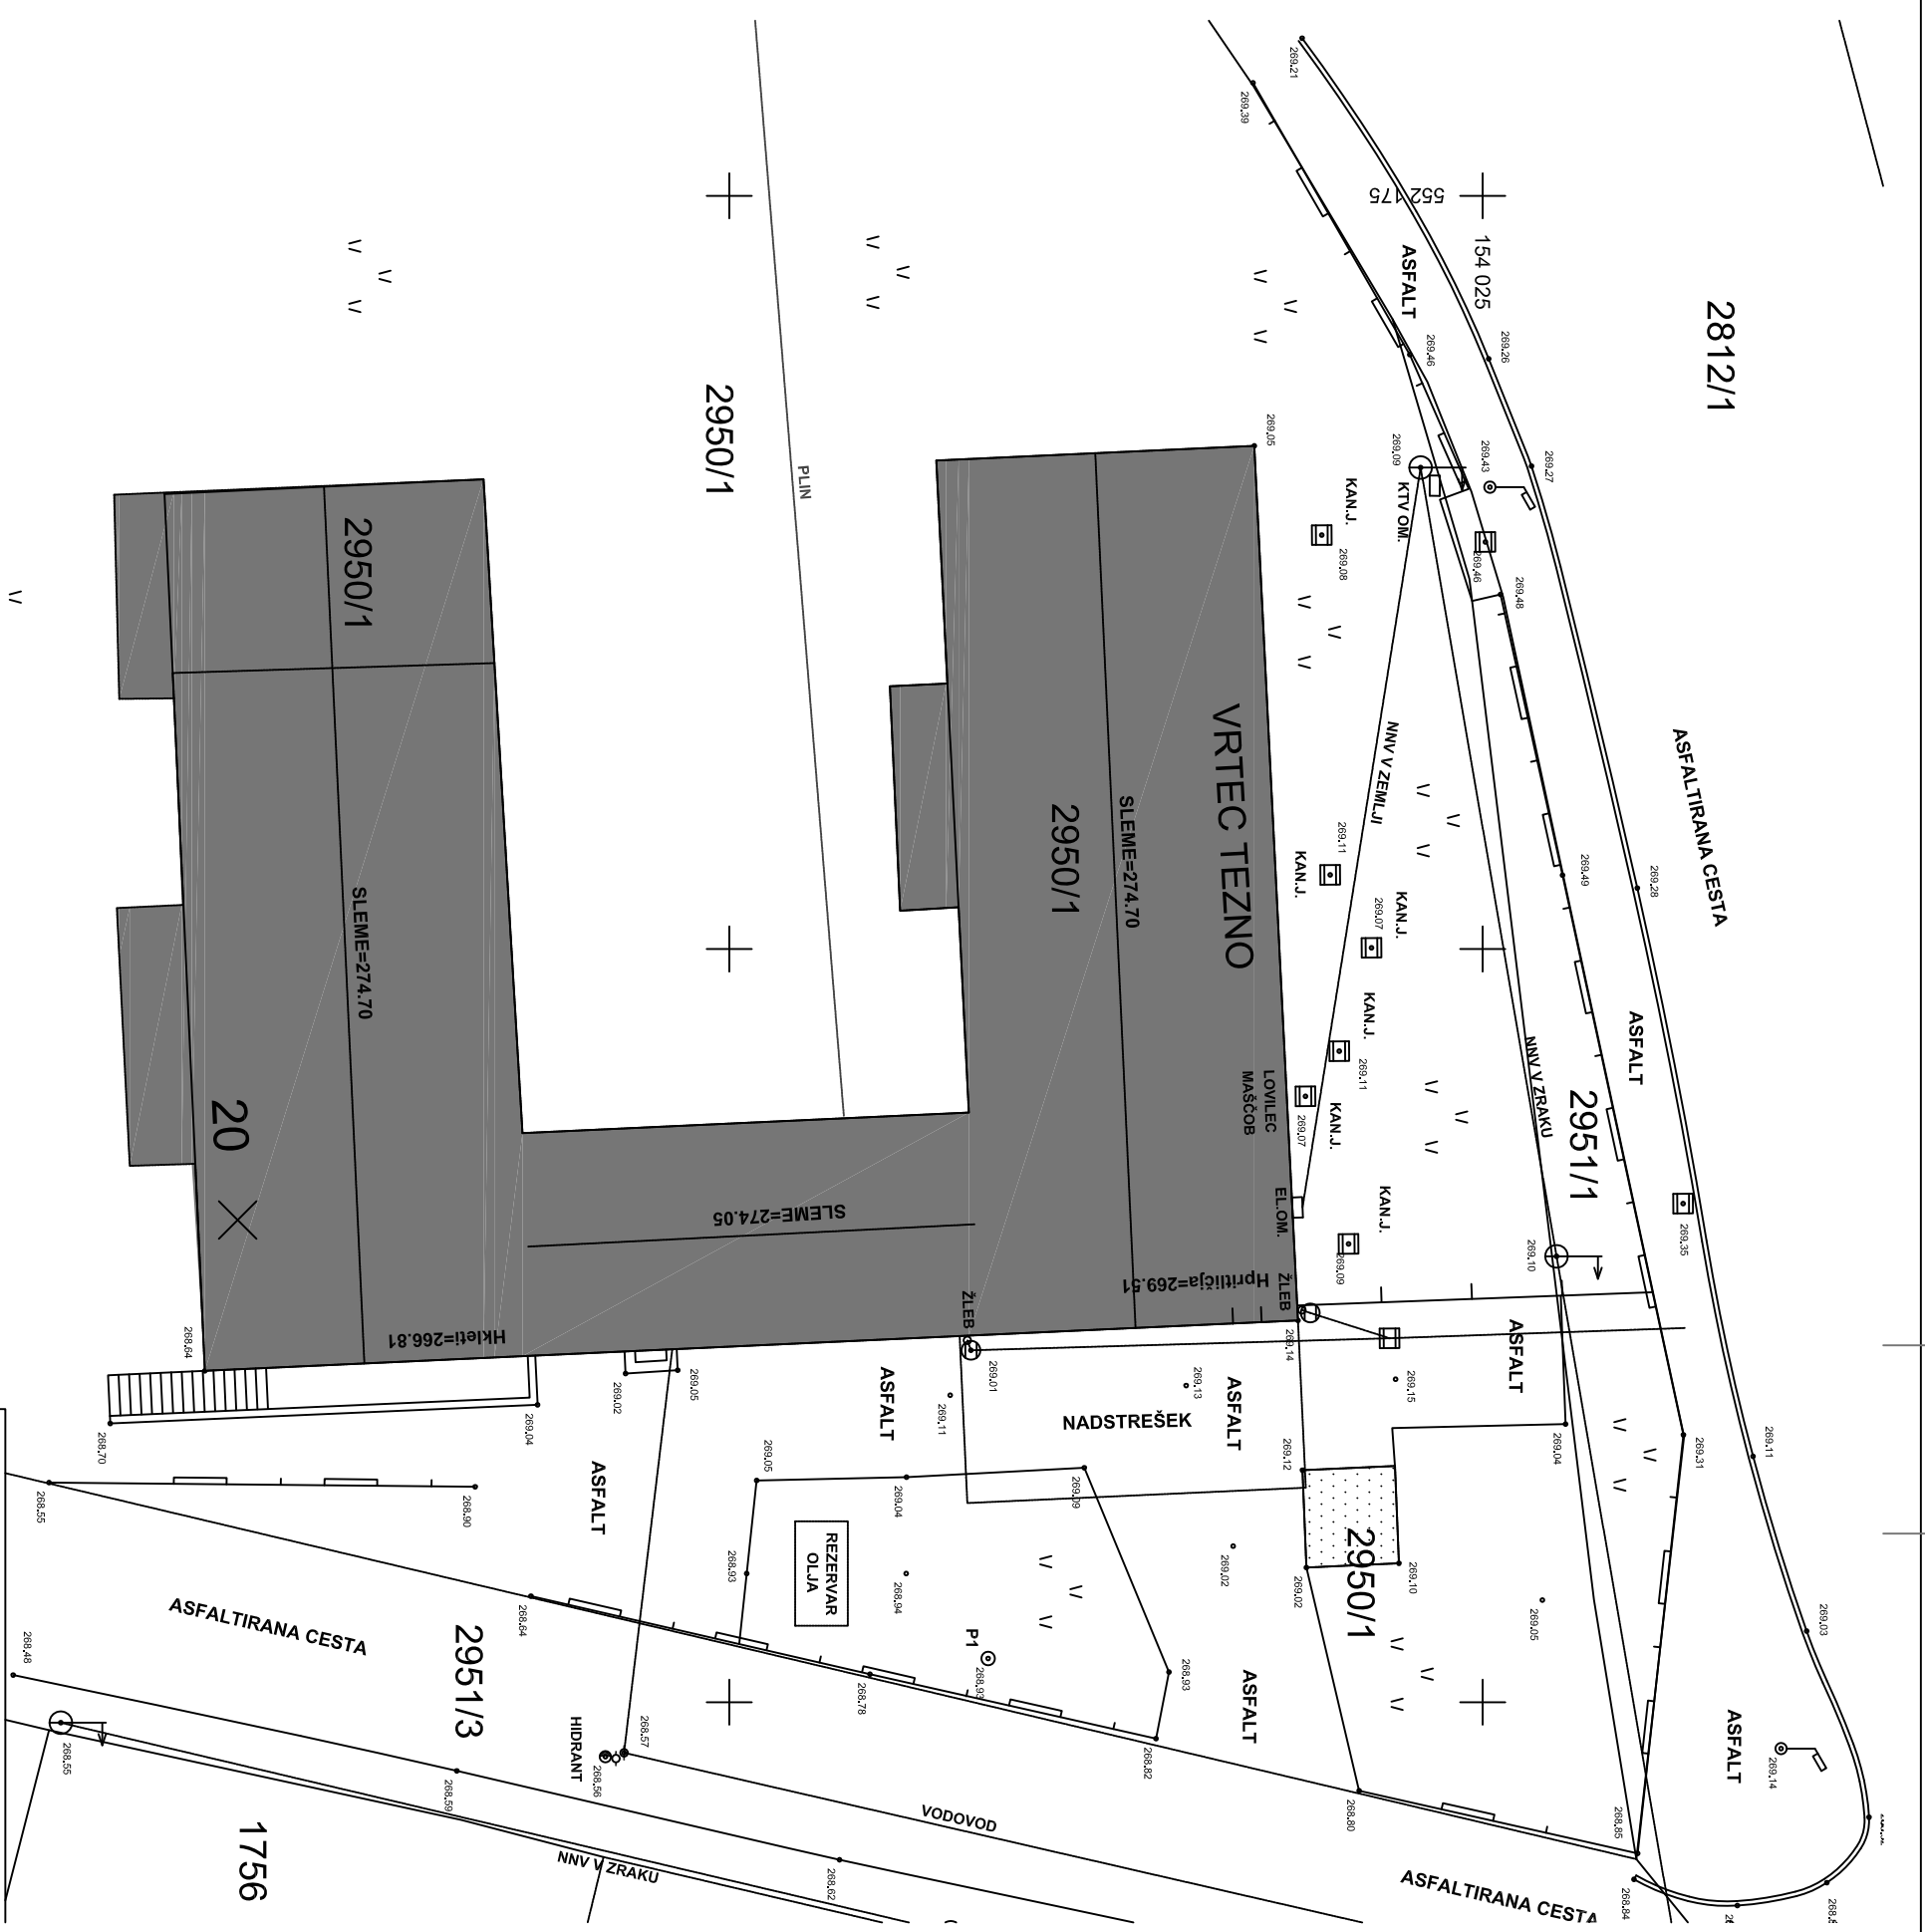 269.21
269.39
552 175
154 025
ASFALT
2812/1
269.26
269.46
2950/1
269.05
PLIN
269.09
269.43
269.27
KTV OM.
KAN.J.
269.08
269.46
269.48
2950/1
VRTEC TEZNO
NNV V ZEMLJI
ASFALTIRANA CESTA
SLEME=274.70
2950/1
269.11
KAN.J.
269.49
269.28
SLEME=274.70
269.07
KAN.J.
KAN.J.
269.11
ASFALT
NNV V ZRAKU
LOVILEC
MAŠČOB
269.07
KAN.J.
2951/1
20
SLEME=274.05
EL.OM.
KAN.J.
269.09
269.10
269.35
Hpritličja=269.51
ŽLEB
ŽLEB
Hkleti=266.81
268.64
269.14
ASFALT
269.02
269.05
ASFALT
269.01
269.11
269.13
ASFALT
269.15
NADSTREŠEK
268.70
269.04
269.05
269.04
269.09
269.12
269.04
269.31
269.11
268.55
268.90
ASFALT
REZERVAR
OLJA
268.93
268.94
269.02
269.02
2950/1
269.10
269.05
269.03
ASFALTIRANA CESTA
268.64
2951/3
P1
268.93
268.93
268.48
268.78
ASFALT
ASFALT
268.55
HIDRANT
268.57
268.56
268.82
269.14
268.59
VODOVOD
268.80
268.85
1756
NNV V ZRAKU
268.62
ASFALTIRANA CESTA
268.84